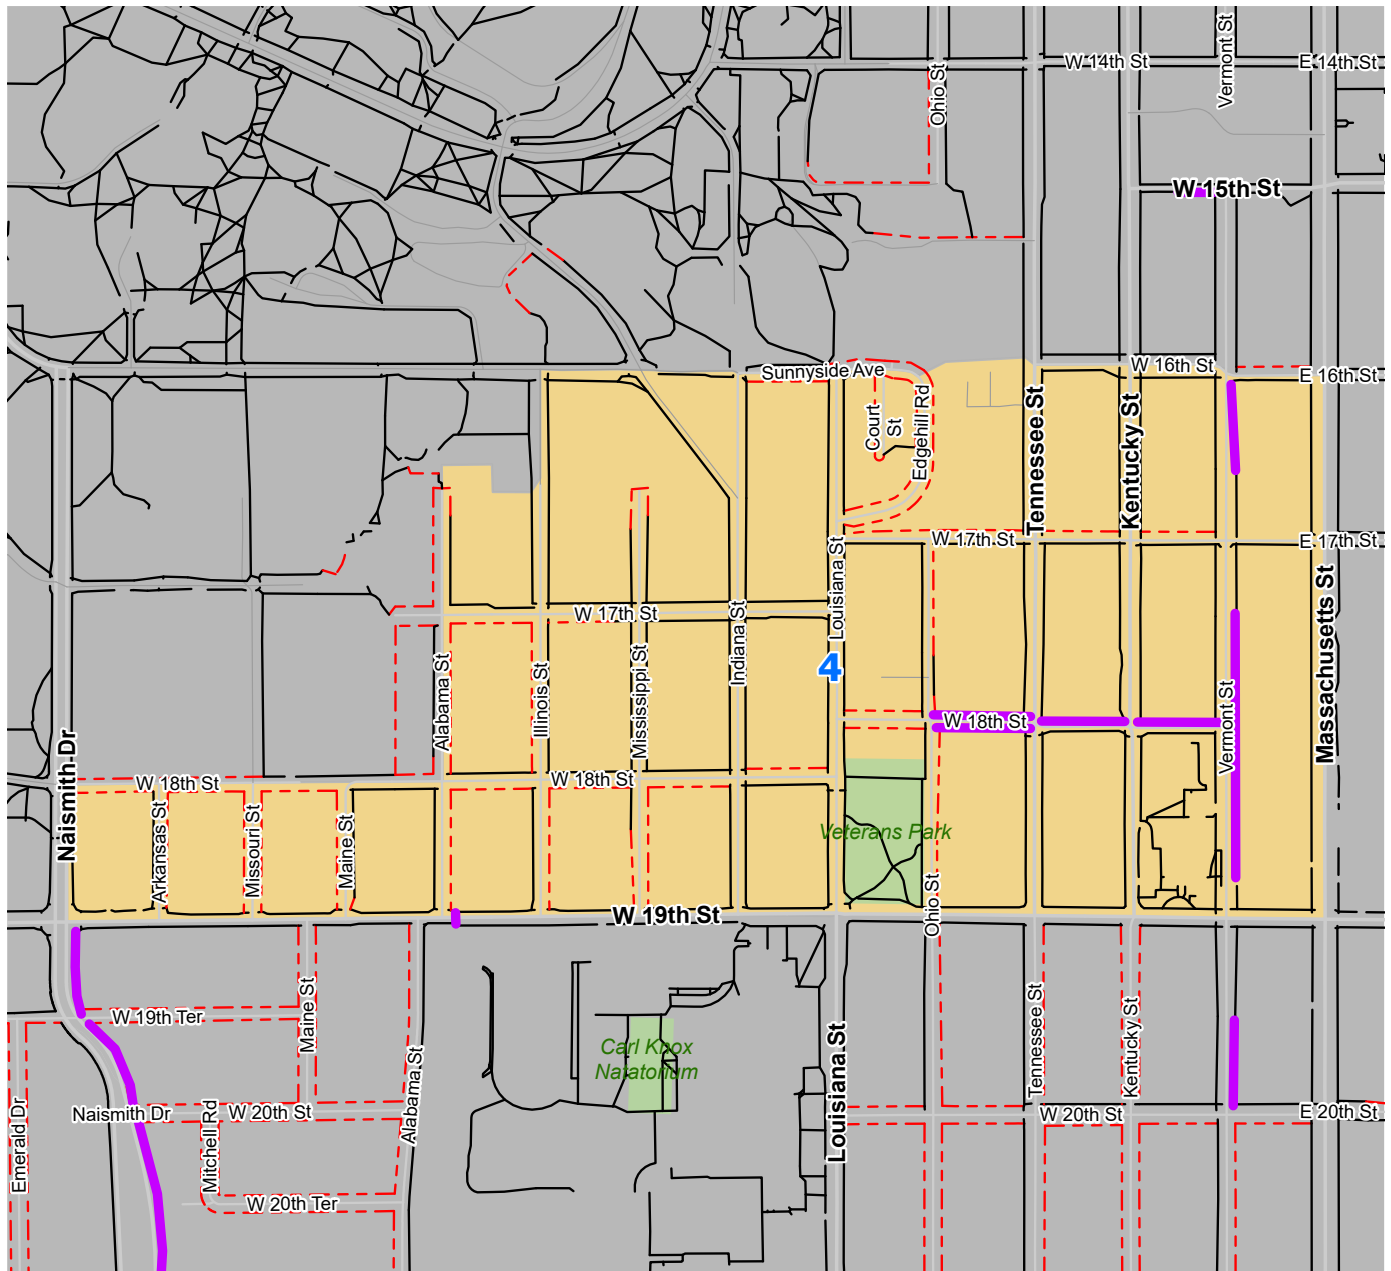 Vermont St
W 14th St
E 14th St
Ohio St
W 15th St
Sunnyside Ave
W 16th St
E 16th St
Court
St
Edgehill Rd
Tennessee St
Kentucky St
W 17th St
E 17th St
Louisiana St
Massachusetts St
W 17th St
Indiana St
Alabama St
Illinois St
Mississippi St
4
Vermont St
W 18th St
Naismith Dr
W 18th St
W 18th St
Arkansas St
Missouri St
Maine St
Veterans Park
Ohio St
W 19th St
Maine St
W 19th Ter
Tennessee St
Kentucky St
Carl Knox
Natatorium
Louisiana St
Alabama St
Naismith Dr
W 20th St
W 20th St
E 20th St
Emerald Dr
Mitchell Rd
W 20th Ter